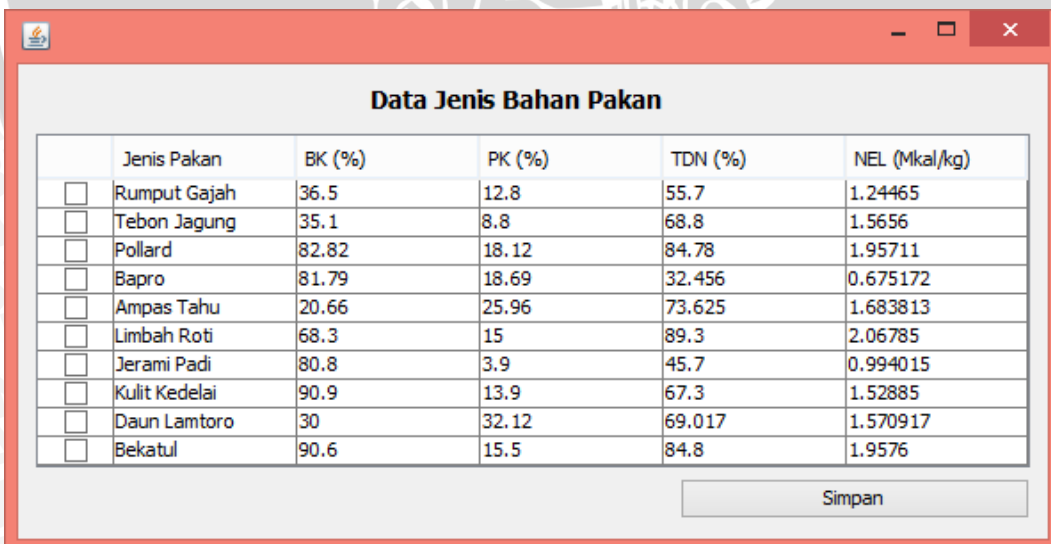 Data Jenis Bahan Pakan
Jenis Pakan BK (%) PK (%) TDN (%) NEL (Mkal/kg)
Rumput Gajah 36.5 12.8 55.7 1.24465
Tebon Jagung 35.1 8.8 68.8 1.5656
Pollard 82.82 18.12 84.78 1.95711
Bapro 81.79 18.69 32.456 0.675172
Ampas Tahu 20.66 25.96 73.625 1.683813
Limbah Roti 68.3 15 89.3 2.06785
Jerami Padi 80.8 3.9 45.7 0.994015
Kulit Kedelai 90.9 13.9 67.3 1.52885
Daun Lamtoro 30 32.12 69.017 1.570917
Bekatul 90.6 15.5 84.8 1.9576
Simpan